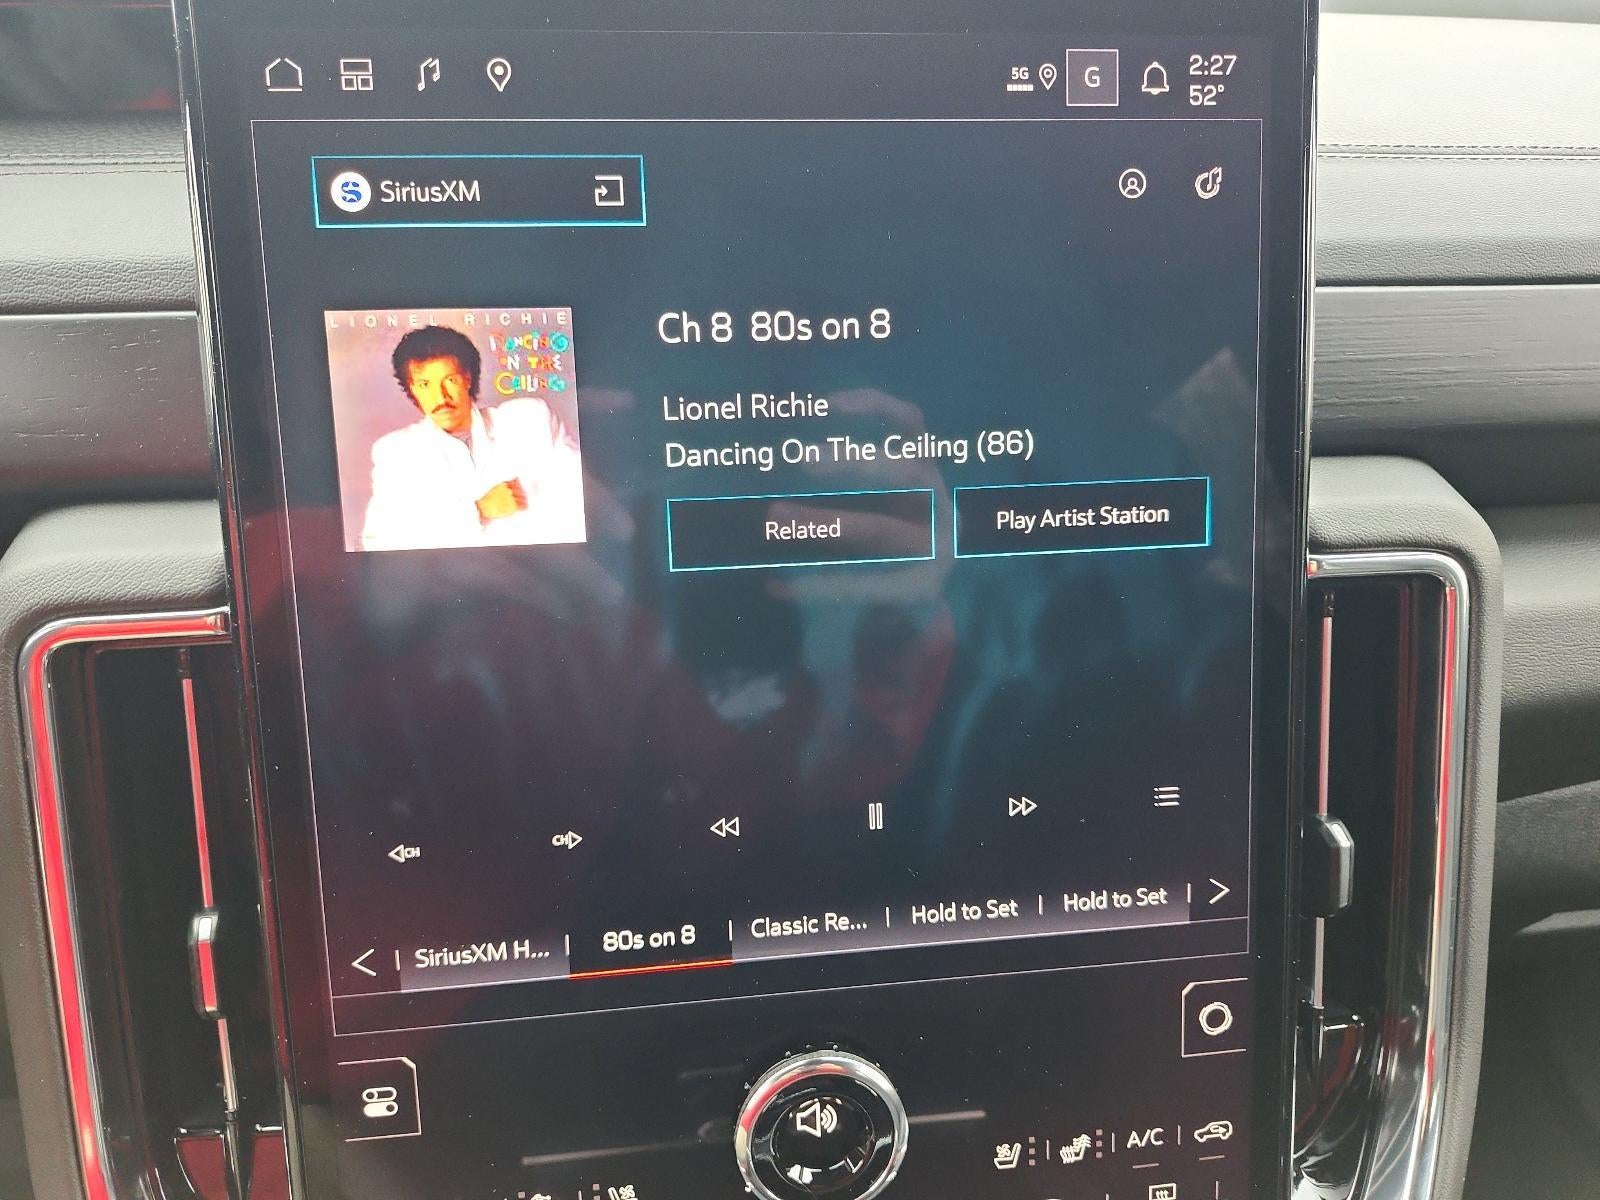 5G
G
2:27
52°
SiriusXM
LIONEL RICHIE
DANCING
ON THE
CEILING
Ch 8 80s on 8
Lionel Richie
Dancing On The Ceiling (86)
Related
Play Artist Station
CH
CH
SiriusXM H... | 80s on 8 | Classic Re... | Hold to Set | Hold to Set
A/C